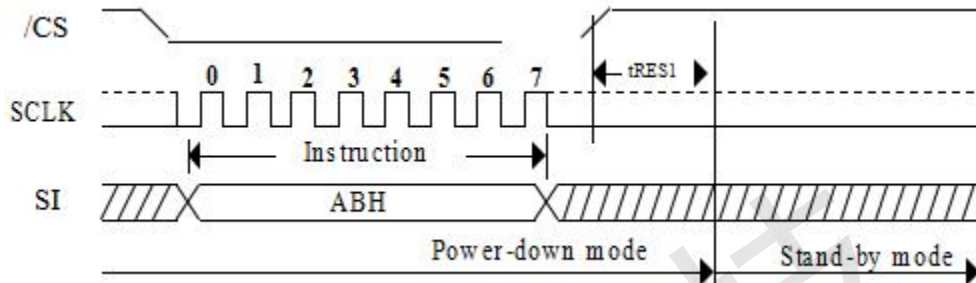 /CS
tRES1
0 1 2 3 4 5 6 7
SCLK
Instruction
SI
ABH
Power-down mode
Stand-by mode